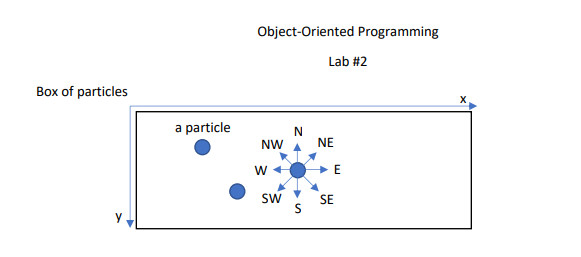 Object-Oriented Programming
Lab #2
Box of particles
x
a particle
N
NW
NE
W
E
SW
SE
S
y